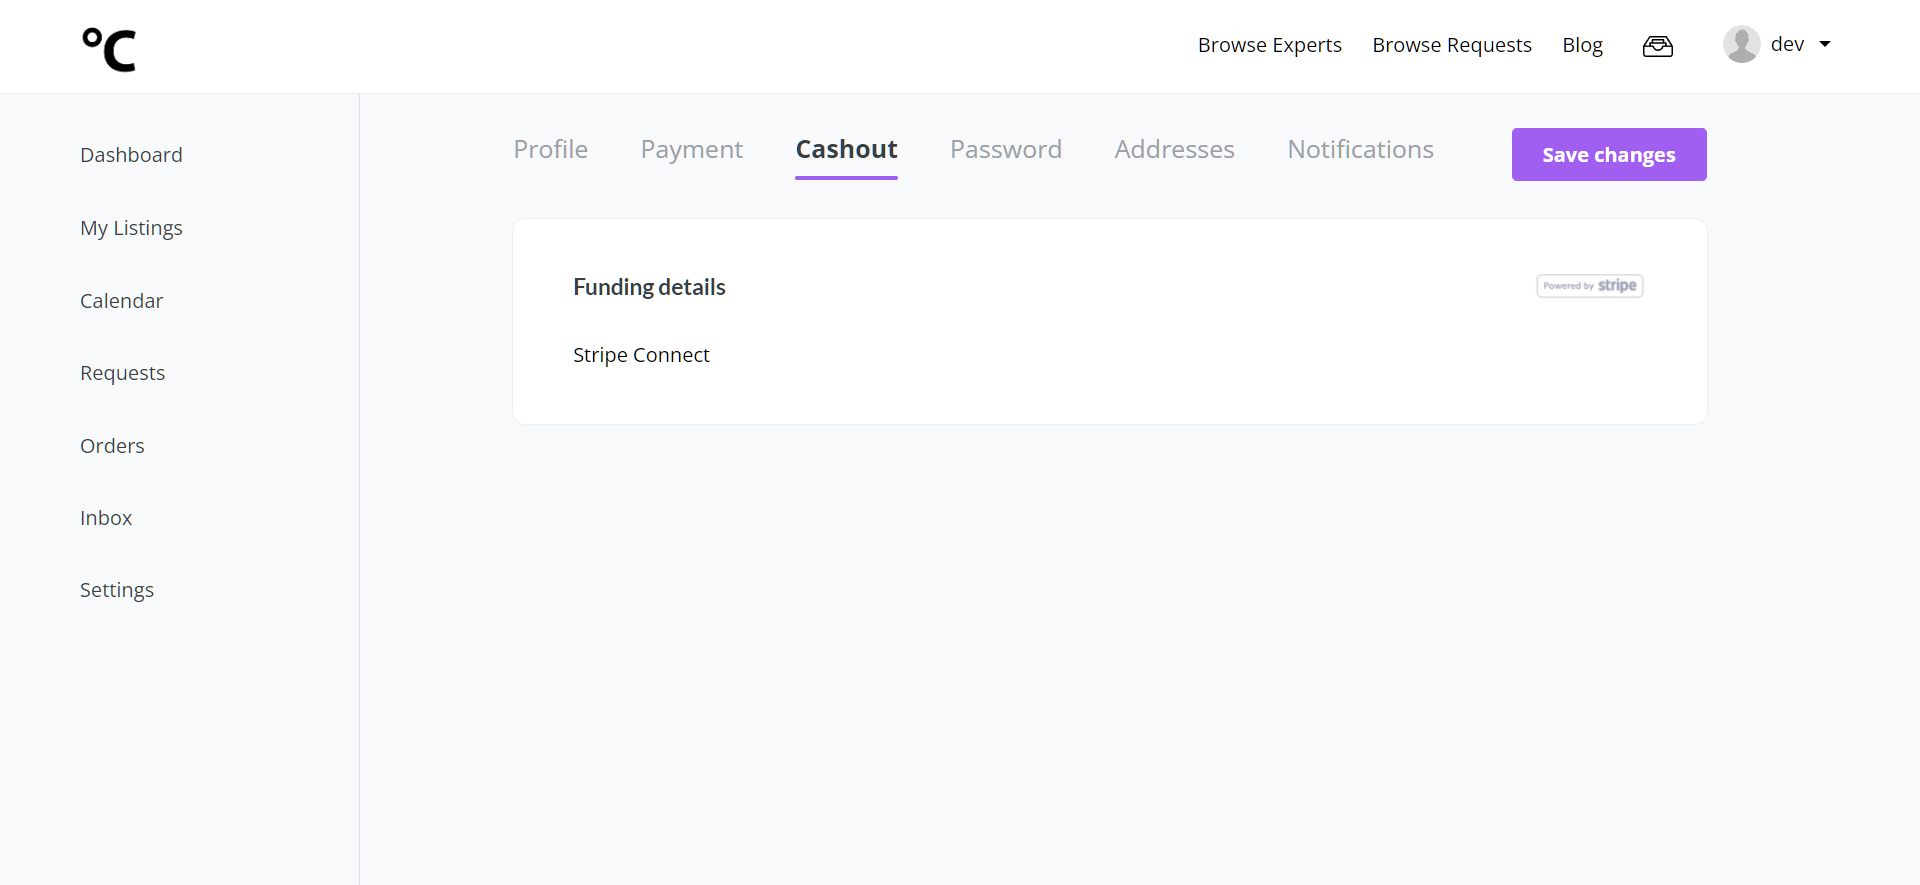 °C
Browse Experts
Browse Requests
Blog
dev
Dashboard
My Listings
Calendar
Requests
Orders
Inbox
Settings
Profile
Payment
Cashout
Password
Addresses
Notifications
Save changes
Funding details
Powered by stripe
Stripe Connect